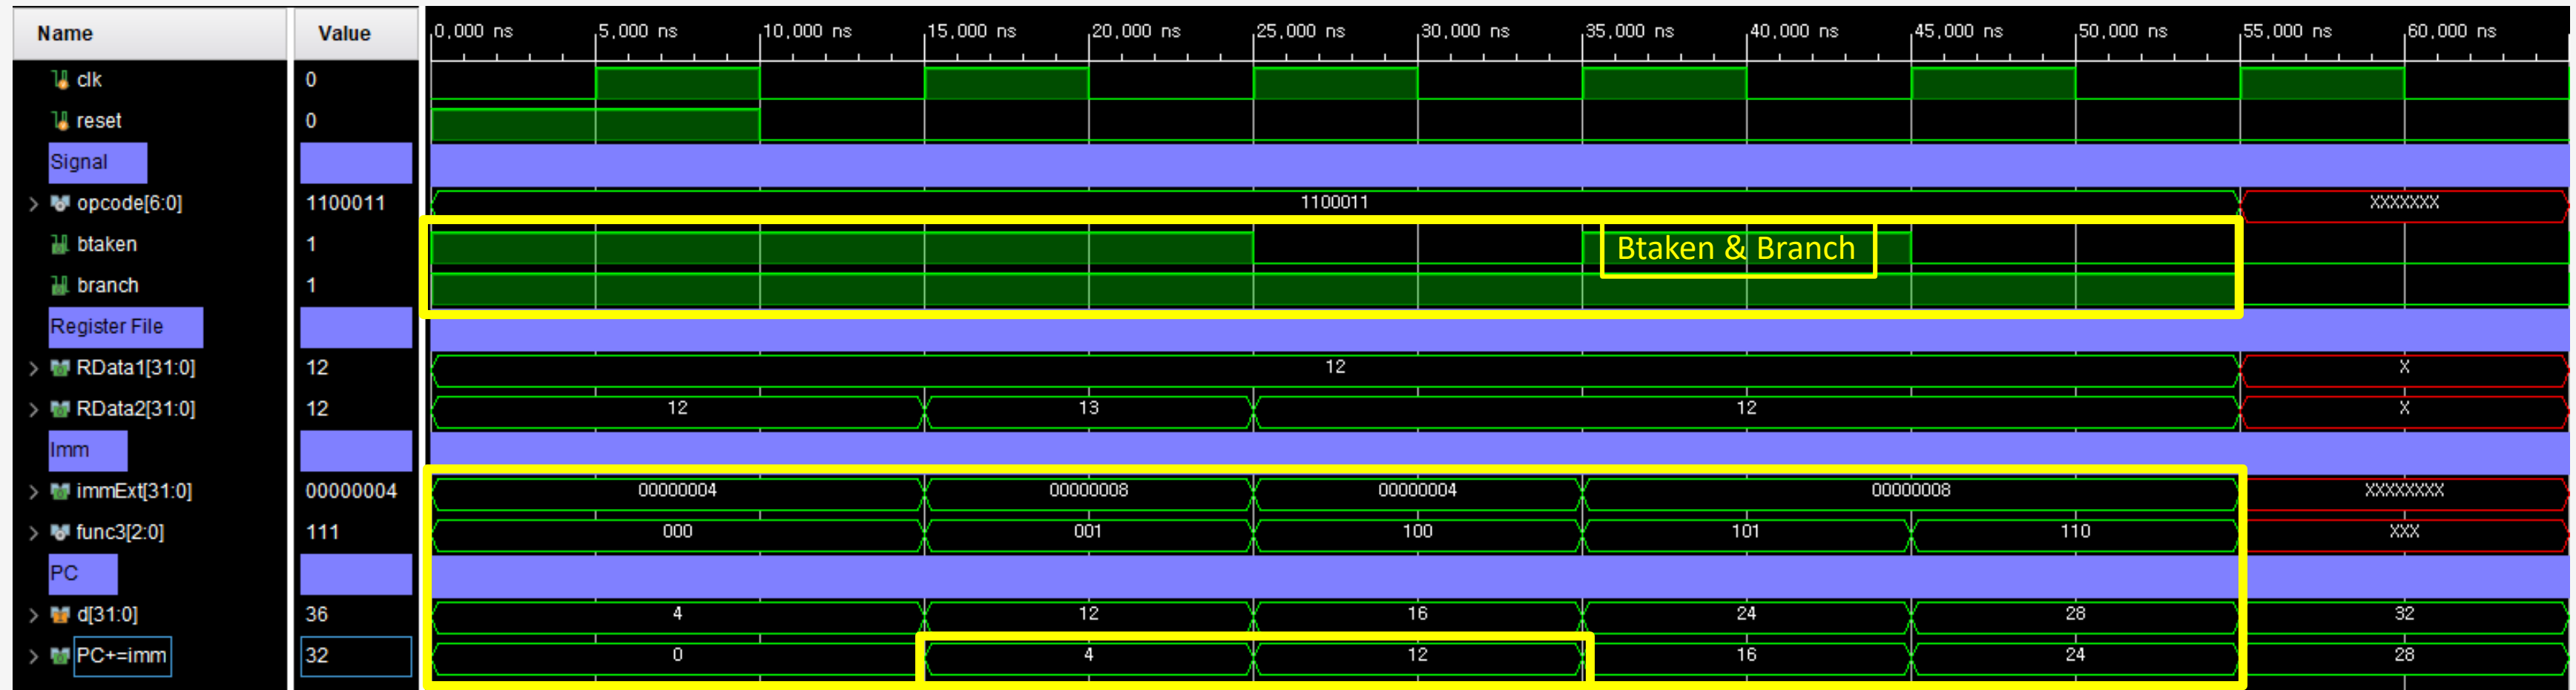 Name Value 0,000 ns 5,000 ns 10,000 ns 15,000 ns 20,000 ns 25,000 ns 30,000 ns 35,000 ns 40,000 ns 45,000 ns 50,000 ns 55,000 ns 60,000 ns
clk 0
reset 0
Signal
opcode[6:0] 1100011 1100011 XXXXXXX
btaken 1 Btaken & Branch
branch 1
Register File
RData1[31:0] 12 12 X
RData2[31:0] 12 12 13 12 X
Imm
immExt[31:0] 00000004 00000004 00000008 00000004 00000008 XXXXXXXX
func3[2:0] 111 000 001 100 101 110 XXX
PC
d[31:0] 36 4 12 16 24 28 32
PC+=imm 32 0 4 12 16 24 28